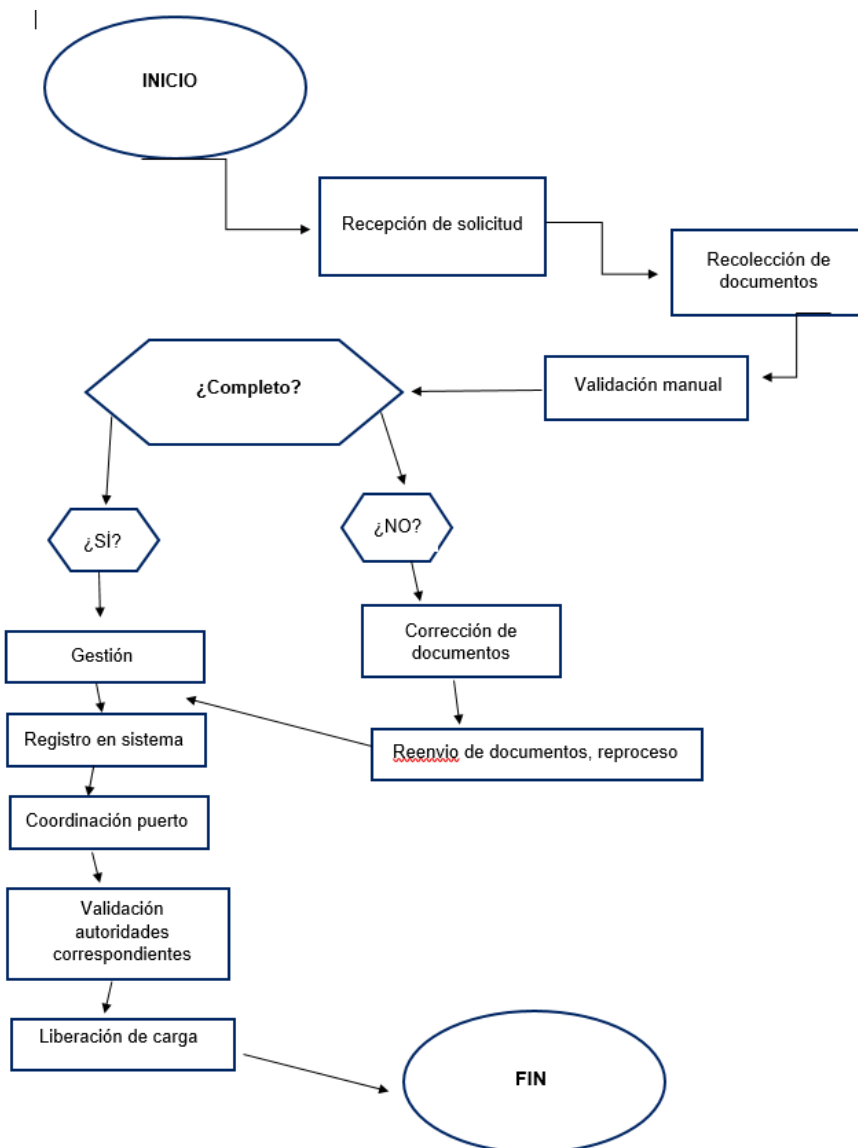 INICIO
Recepción de solicitud
Recolección de
documentos
Validación manual
¿Completo?
¿SÍ?
¿NO?
Gestión
Corrección de
documentos
Registro en sistema
Reenvio de documentos, reproceso
Coordinación puerto
Validación
autoridades
correspondientes
Liberación de carga
FIN